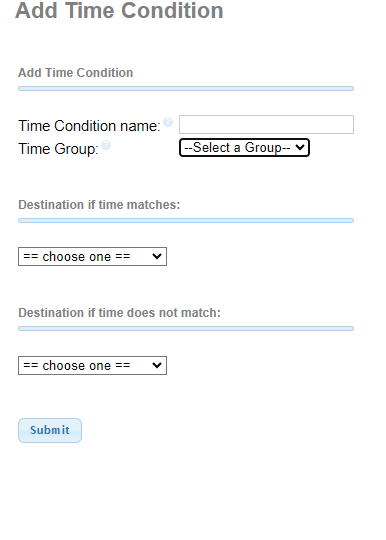 Add Time Condition
Add Time Condition
Time Condition name:
Time Group: --Select a Group--
Destination if time matches:
== choose one ==
Destination if time does not match:
== choose one ==
Submit